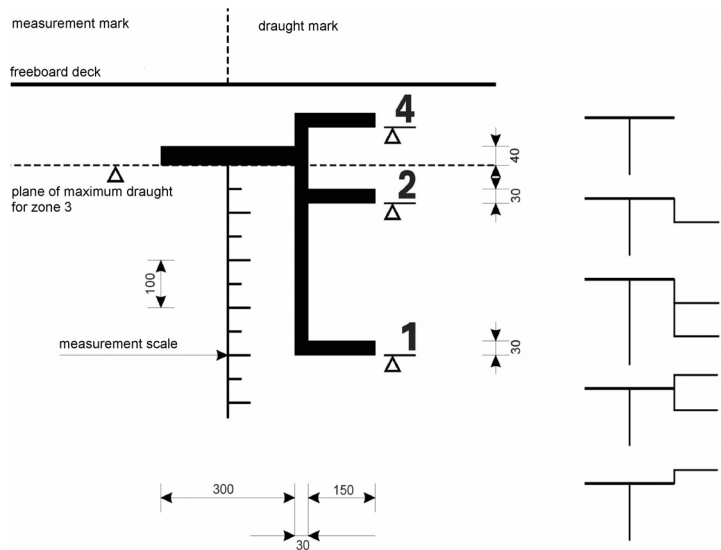 measurement mark
draught mark
freeboard deck
4
40
plane of maximum draught
for zone 3
2
30
100
measurement scale
1
30
300
150
30